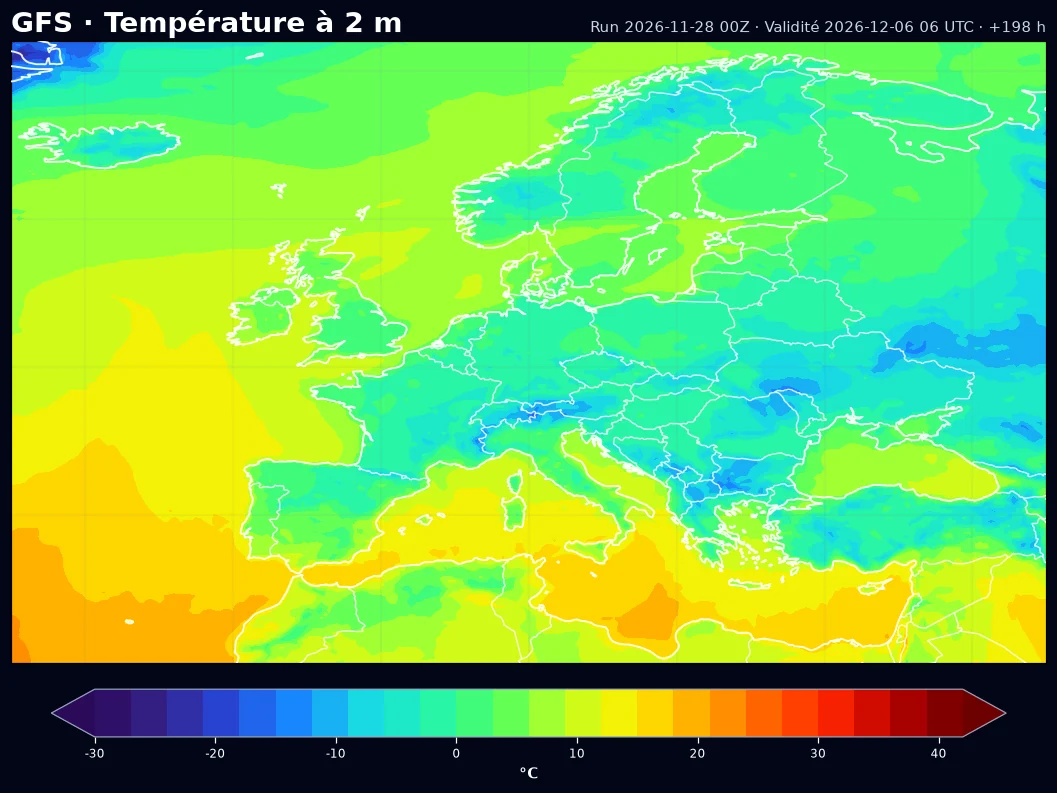 GFS · Température à 2 m
Run 2026-11-28 00Z · Validité 2026-12-06 06 UTC · +198 h
-30 -20 -10 0 10 20 30 40
°C